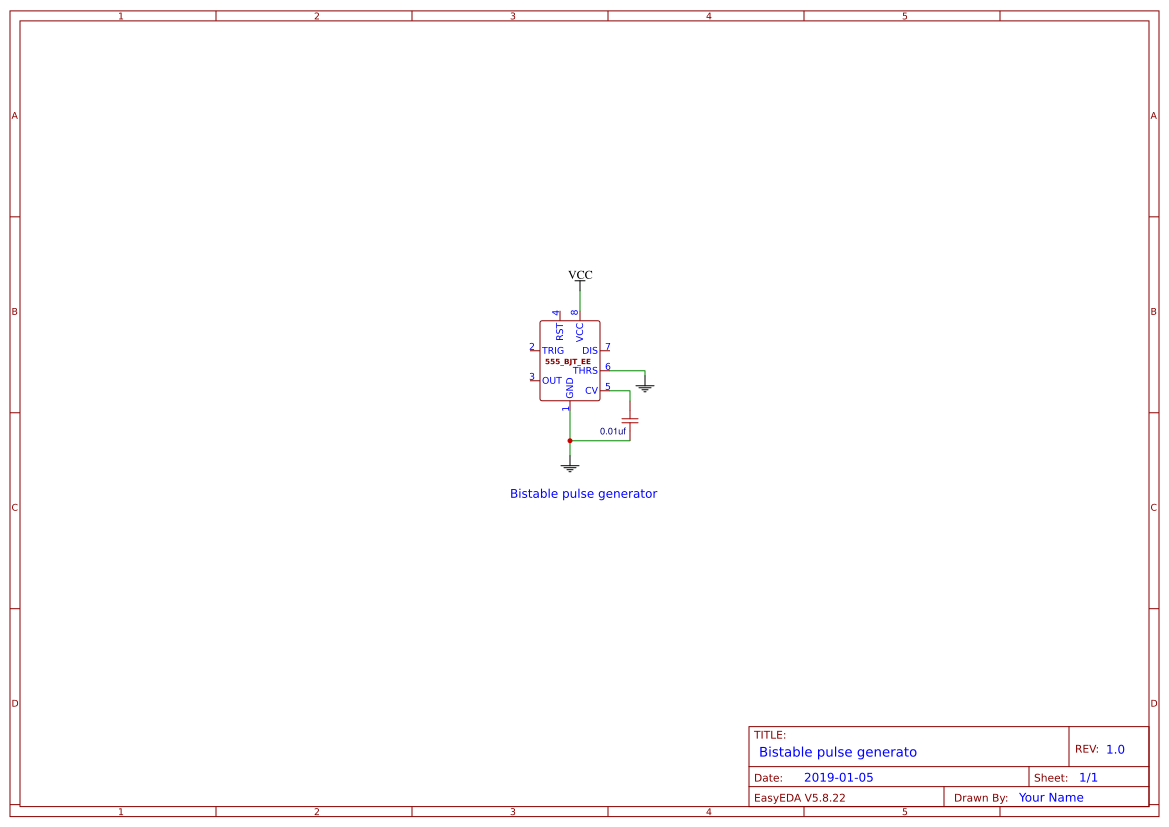 1 2 3 4 5
A A
VCC
4 8
B B
RST VCC
2 TRIG DIS 7
555_BJT_EE
THRS 6
3 OUT GND CV 5
1
0.01uf
Bistable pulse generator
C C
D D
TITLE:
Bistable pulse generato
REV: 1.0
Date: 2019-01-05
Sheet: 1/1
EasyEDA V5.8.22
Drawn By: Your Name
1 2 3 4 5